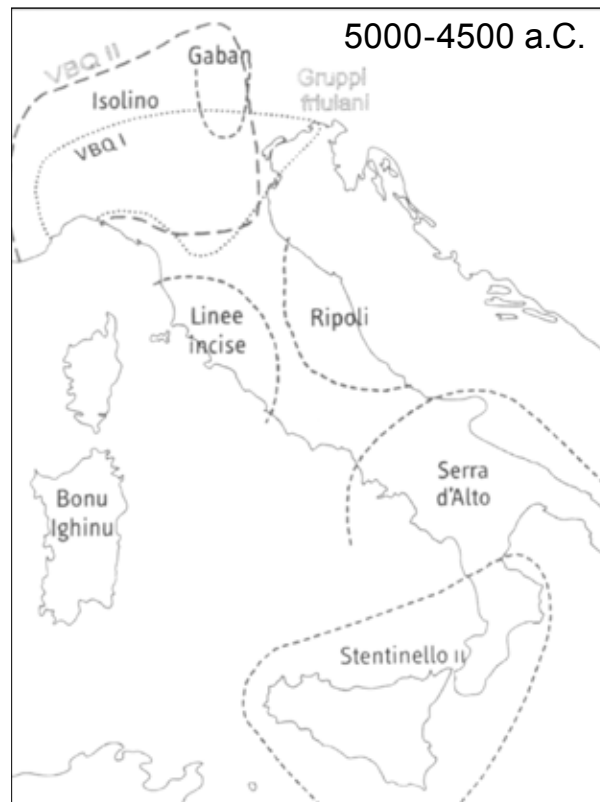 5000-4500 a.C.
VBQ II
Gaban
Isolino
Gruppi
friulani
VBQ I
Linee
incise
Ripoli
Serra
d'Alto
Bonu
Ighinu
Stentinello II